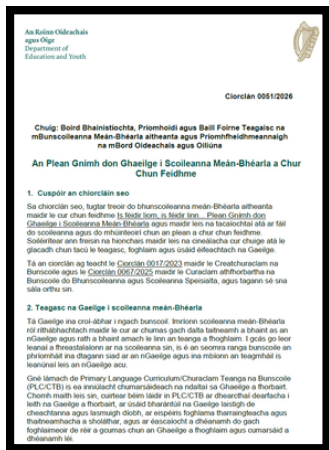 An Roinn Oideachais
agus Óige
Department of
Education and Youth
Ciorclán 0051/2026
Chuig: Boird Bhainistíochta, Príomhoidí agus Baill Foirne Teagaisc na
mBunscoileanna Meán-Bhéarla aitheanta agus Príomhfheidhmeannaigh
na mBord Oideachais agus Oiliúna
An Plean Gnímh don Ghaeilge i Scoileanna Meán-Bhéarla a Chur
Chun Feidhme
1. Cuspóir an chiorcláin seo
Sa chiorclán seo, tugtar treoir do bhunscoileanna meán-Bhéarla aitheanta
maidir le cur chun feidhme Is féidir liom, is féidir linn... Plean Gnímh don
Ghaeilge i Scoileanna Meán-Bhéarla agus maidir leis na tacaíochtaí atá ar fáil
do scoileanna agus do mhúinteoirí chun an plean a chur chun feidhme.
Soiléirítear ann freisin na hionchais maidir leis na cineálacha cur chuige atá le
glacadh chun tacú le teagasc, foghlaim agus úsáid éifeachtach na Gaeilge.
Tá an ciorclán ag teacht le Ciorclán 0017/2023 maidir le Creatchuraclam na
Bunscoile agus le Ciorclán 0067/2025 maidir le Curaclam athfhorbartha na
Bunscoile do Bhunscoileanna agus Scoileanna Speisialta, agus tagann sé sna
sála orthu sin.
2. Teagasc na Gaeilge i scoileanna meán-Bhéarla
Tá Gaeilge ina croí-ábhar i ngach bunscoil. Imríonn scoileanna meán-Bhéarla
ról ríthábhachtach maidir le cur ar chumas gach dalta taitneamh a bhaint as an
nGaeilge agus rath a bhaint amach le linn an teanga a fhoghlaim. I gcás go leor
leanaí a fhreastalaíonn ar na scoileanna sin, is é an seomra ranga bunscoile an
phríomháit ina dtagann siad ar an nGaeilge agus ina mbíonn an teagmháil is
leanúnaí leis an nGaeilge acu.
Gné lámach de Primary Language Curriculum/Churaclam Teanga na Bunscoile
(PLC/CTB) is ea inniúlacht chumarsáideach na ndaltaí sa Ghaeilge a fhorbairt.
Chomh maith leis sin, cuirtear béim láidir in PLC/CTB ar dhearcthaí dearfacha i
leith na Gaeilge a fhorbairt, ar úsáid bharántúil na Gaeilge laistigh de
cheachtanna agus lasmuigh díobh, ar eispéiris foghlama tharraingteacha agus
thaitneamhacha a sholáthar, agus ar éascaíocht a dhéanamh do gach
foghlaimeoir de réir a goumas chun an Ghaeilge a fhoghlaim agus cumarsáid a
dhéanamh léi.